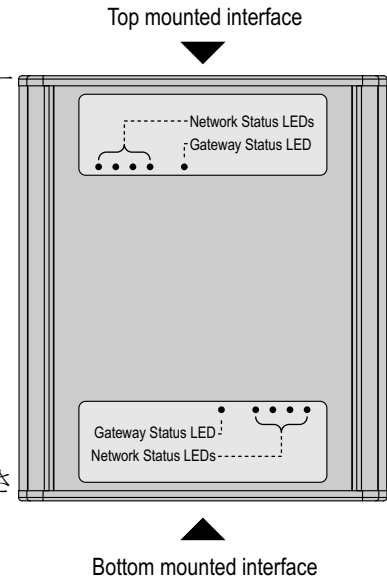 Top mounted interface
Network Status LEDs
Gateway Status LED
Gateway Status LED
Network Status LEDs
Bottom mounted interface